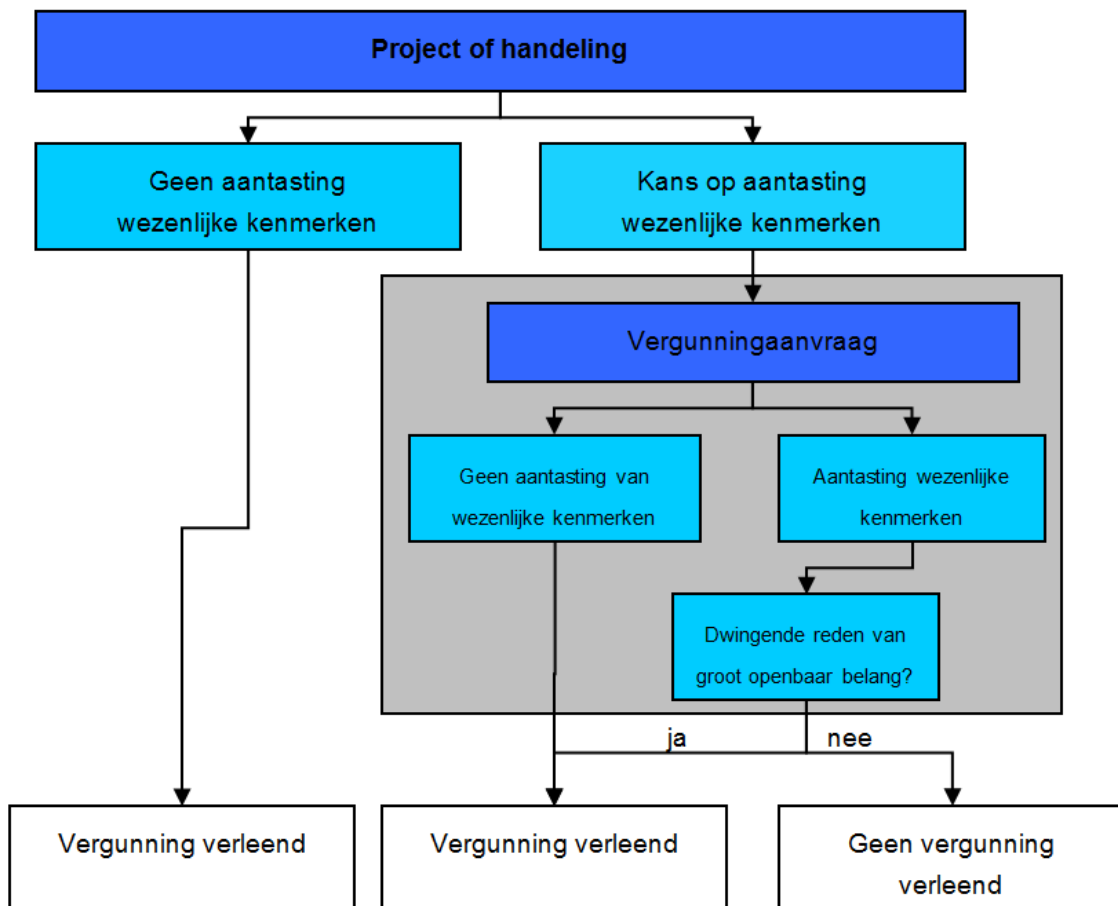 Project of handeling
Geen aantasting
wezenlijke kenmerken
Kans op aantasting
wezenlijke kenmerken
Vergunningaanvraag
Geen aantasting van
wezenlijke kenmerken
Aantasting wezenlijke
kenmerken
Dwingende reden van
groot openbaar belang?
ja
nee
Vergunning verleend
Vergunning verleend
Geen vergunning
verleend